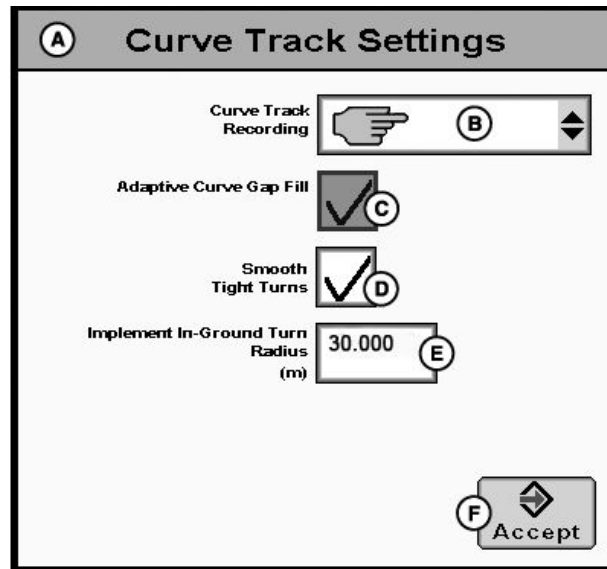 A Curve Track Settings
Curve Track
Recording
B
Adaptive Curve Gap Fill
C
Smooth
Tight Turns
D
Implement In-Ground Turn
Radius
(m)
30.000
E
F
Accept